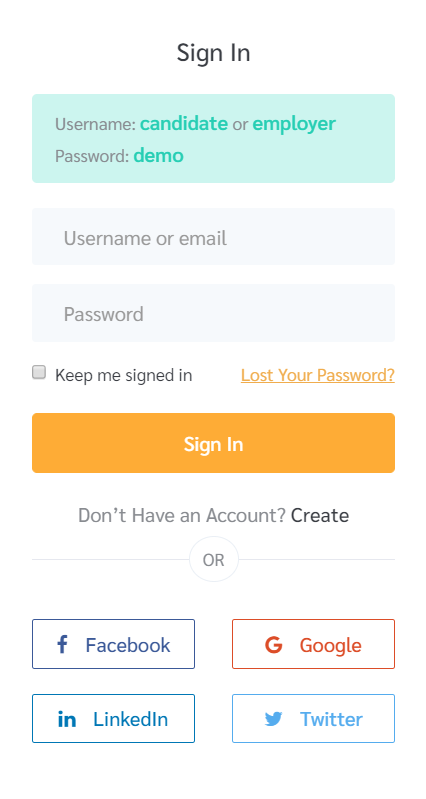 Sign In
Username: candidate or employer
Password: demo
Username or email
Password
Keep me signed in Lost Your Password?
Sign In
Don’t Have an Account? Create
OR
Facebook Google
LinkedIn Twitter